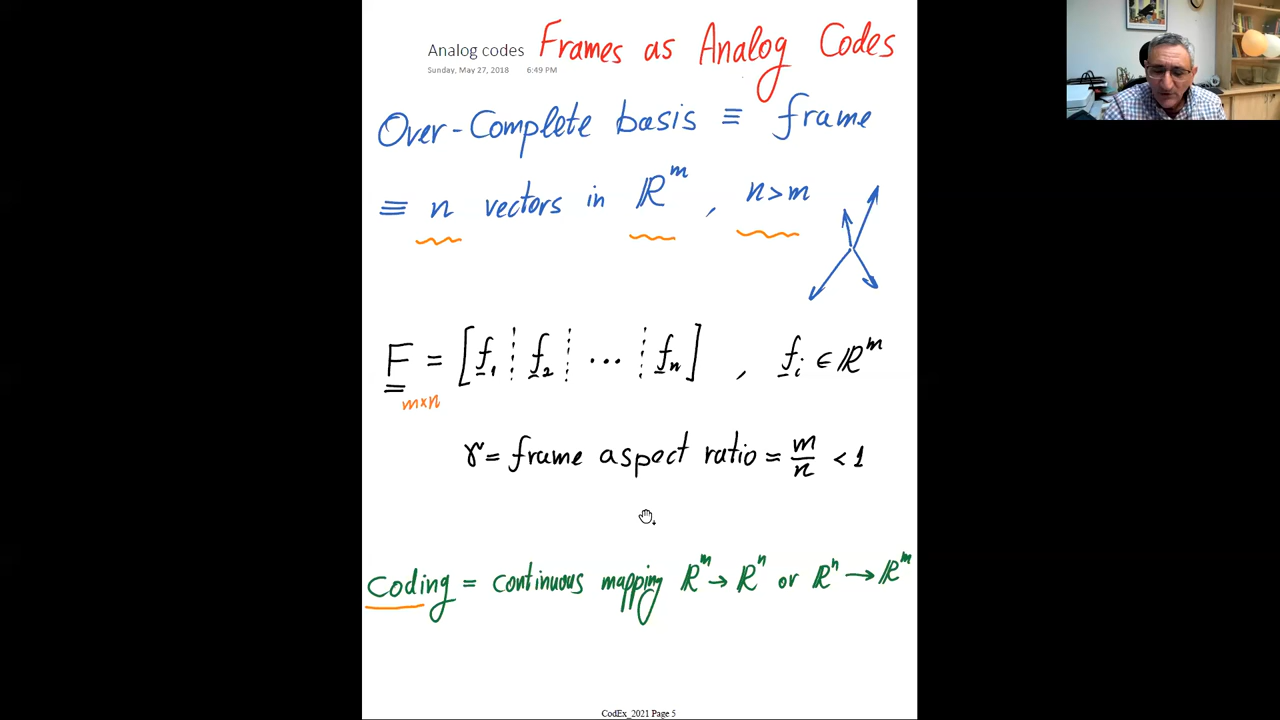 Analog codes Frames as Analog Codes
Sunday, May 27, 2018 6:49 PM
Over-Complete basis ≡ frame
≡ n vectors in ℝ^m , n>m
F = [f_1 ⋮ f_2 ⋮ ... ⋮ f_n] , f_i ∈ ℝ^m
m×n
γ = frame aspect ratio = m/n < 1
Coding = continuous mapping ℝ^m → ℝ^n or ℝ^n → ℝ^m
CodEx_2021 Page 5